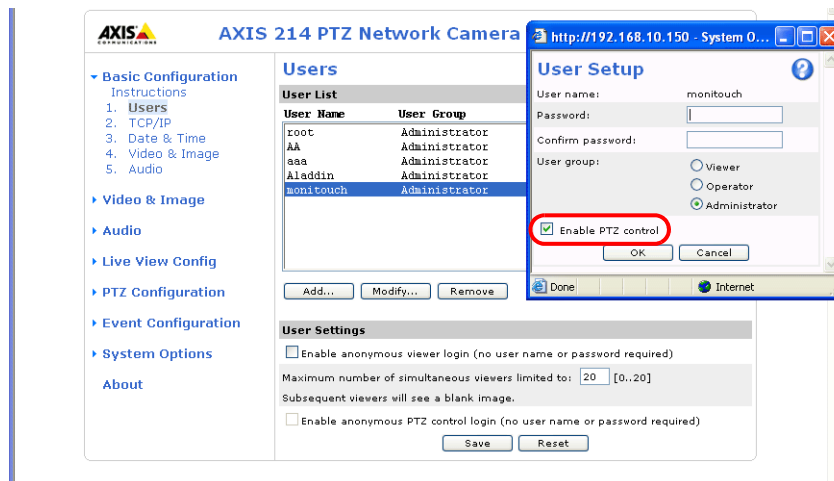 AXIS
COMMUNICATIONS
AXIS 214 PTZ Network Camera
Basic Configuration
Instructions
1. Users
2. TCP/IP
3. Date & Time
4. Video & Image
5. Audio
Video & Image
Audio
Live View Config
PTZ Configuration
Event Configuration
System Options
About
Users
User List
User Name User Group
root Administrator
AA Administrator
aaa Administrator
Aladdin Administrator
monitouch Administrator
Add... Modify... Remove
User Settings
Enable anonymous viewer login (no user name or password required)
Maximum number of simultaneous viewers limited to: 20 [0..20]
Subsequent viewers will see a blank image.
Enable anonymous PTZ control login (no user name or password required)
Save Reset
http://192.168.10.150 - System O...
User Setup
?
User name: monitouch
Password:
Confirm password:
User group:
Viewer
Operator
Administrator
Enable PTZ control
OK Cancel
Done Internet